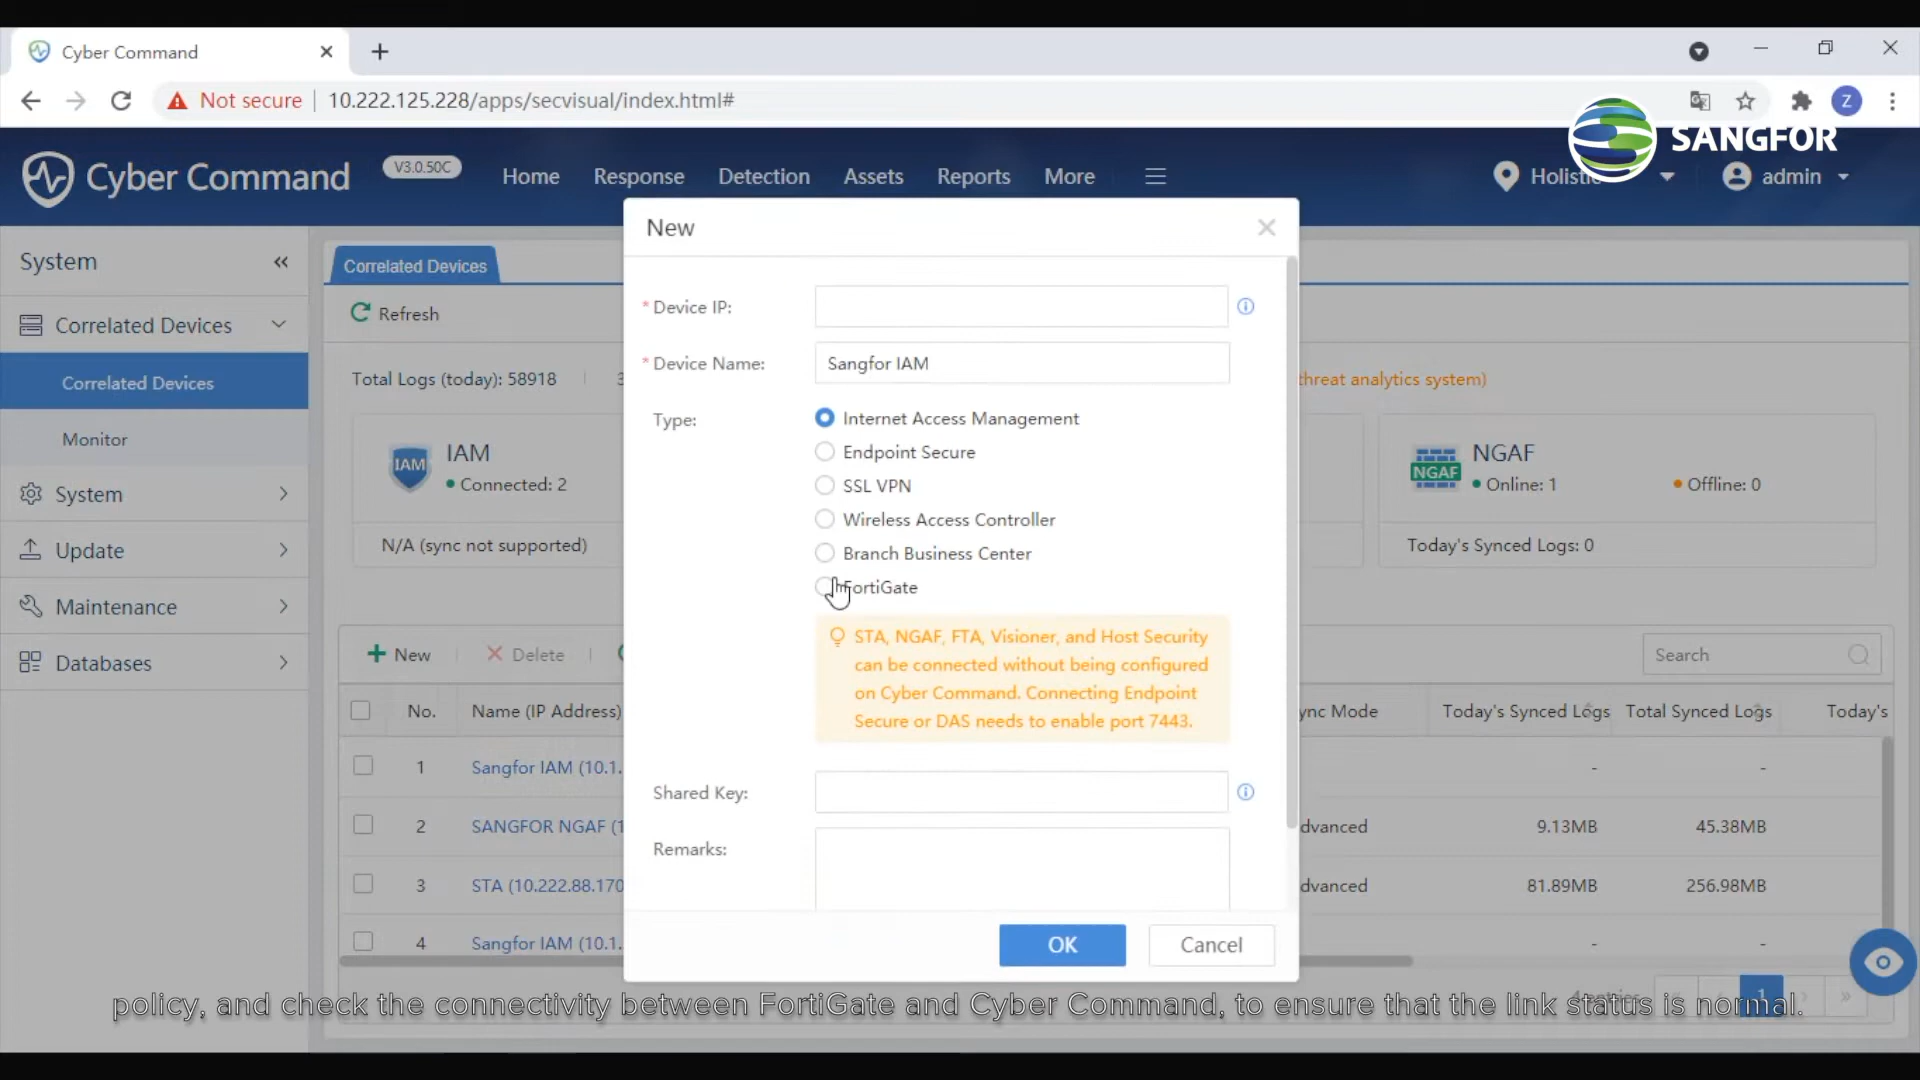 Cyber Command
Not secure
10.222.125.228/apps/secvisual/index.html#
Z
SANGFOR
Cyber Command
V3.0.50C
Home
Response
Detection
Assets
Reports
More
admin
System
Correlated Devices
Correlated Devices
Monitor
System
Update
Maintenance
Databases
Correlated Devices
Refresh
Total Logs (today): 58918
threat analytics system)
IAM
IAM
Connected: 2
N/A (sync not supported)
NGAF
NGAF
Online: 1
Offline: 0
Today's Synced Logs: 0
New
Delete
Search
No.
Name (IP Address)
ync Mode
Today's Synced Logs
Total Synced Logs
Today's
1
Sangfor IAM (10.1.
-
-
2
SANGFOR NGAF (1
dvanced
9.13MB
45.38MB
3
STA (10.222.88.170
dvanced
81.89MB
256.98MB
4
Sangfor IAM (10.1.
-
-
New
* Device IP:
* Device Name:
Sangfor IAM
Type:
Internet Access Management
Endpoint Secure
SSL VPN
Wireless Access Controller
Branch Business Center
FortiGate
STA, NGAF, FTA, Visioner, and Host Security
can be connected without being configured
on Cyber Command. Connecting Endpoint
Secure or DAS needs to enable port 7443.
Shared Key:
Remarks:
OK
Cancel
1
policy, and check the connectivity between FortiGate and Cyber Command, to ensure that the link status is normal.